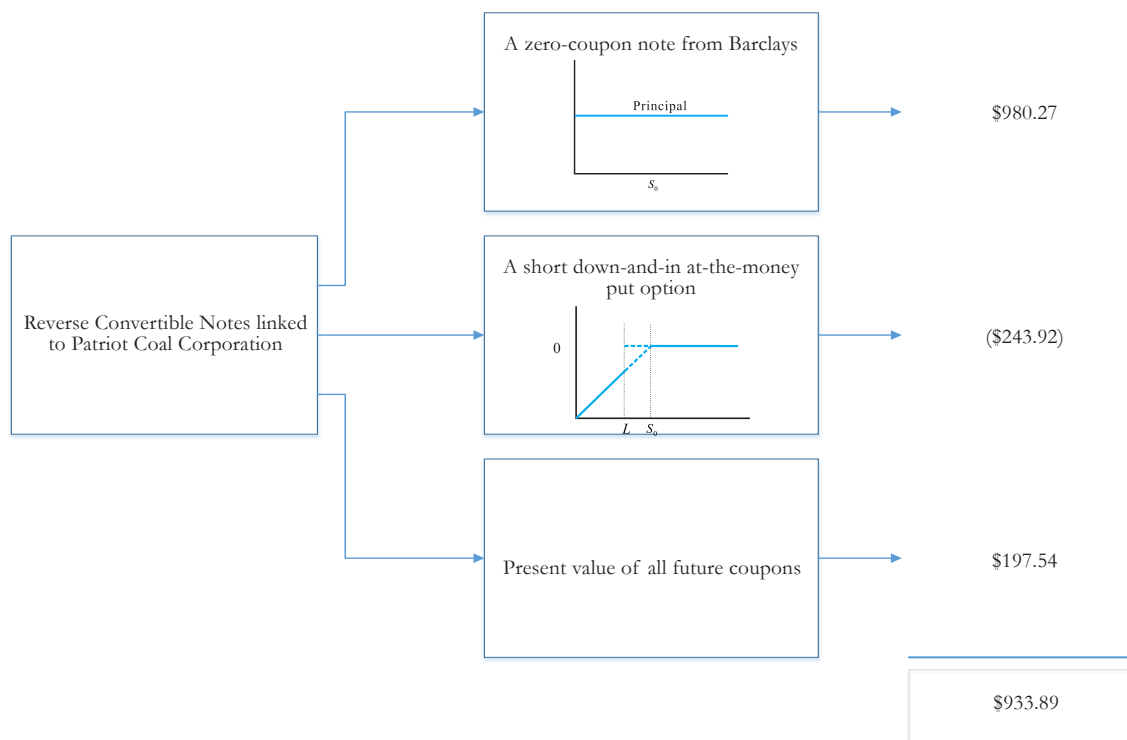 A zero-coupon note from Barclays
Principal
S₀
$980.27
Reverse Convertible Notes linked
to Patriot Coal Corporation
A short down-and-in at-the-money
put option
0
L S₀
($243.92)
Present value of all future coupons
$197.54
$933.89